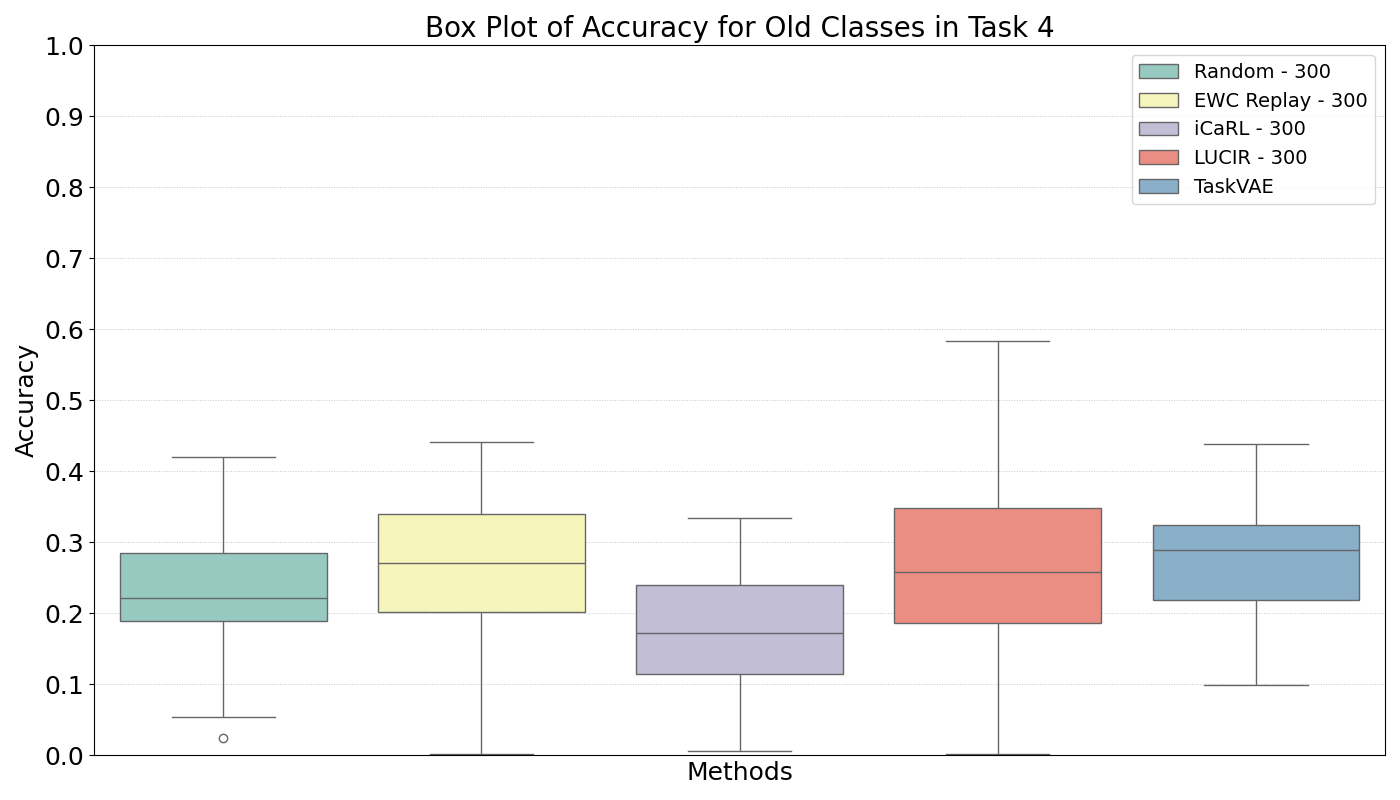 Box Plot of Accuracy for Old Classes in Task 4
1.0
0.9
0.8
0.7
0.6
0.5
0.4
0.3
0.2
0.1
0.0
Accuracy
Methods
Random - 300
EWC Replay - 300
iCaRL - 300
LUCIR - 300
TaskVAE